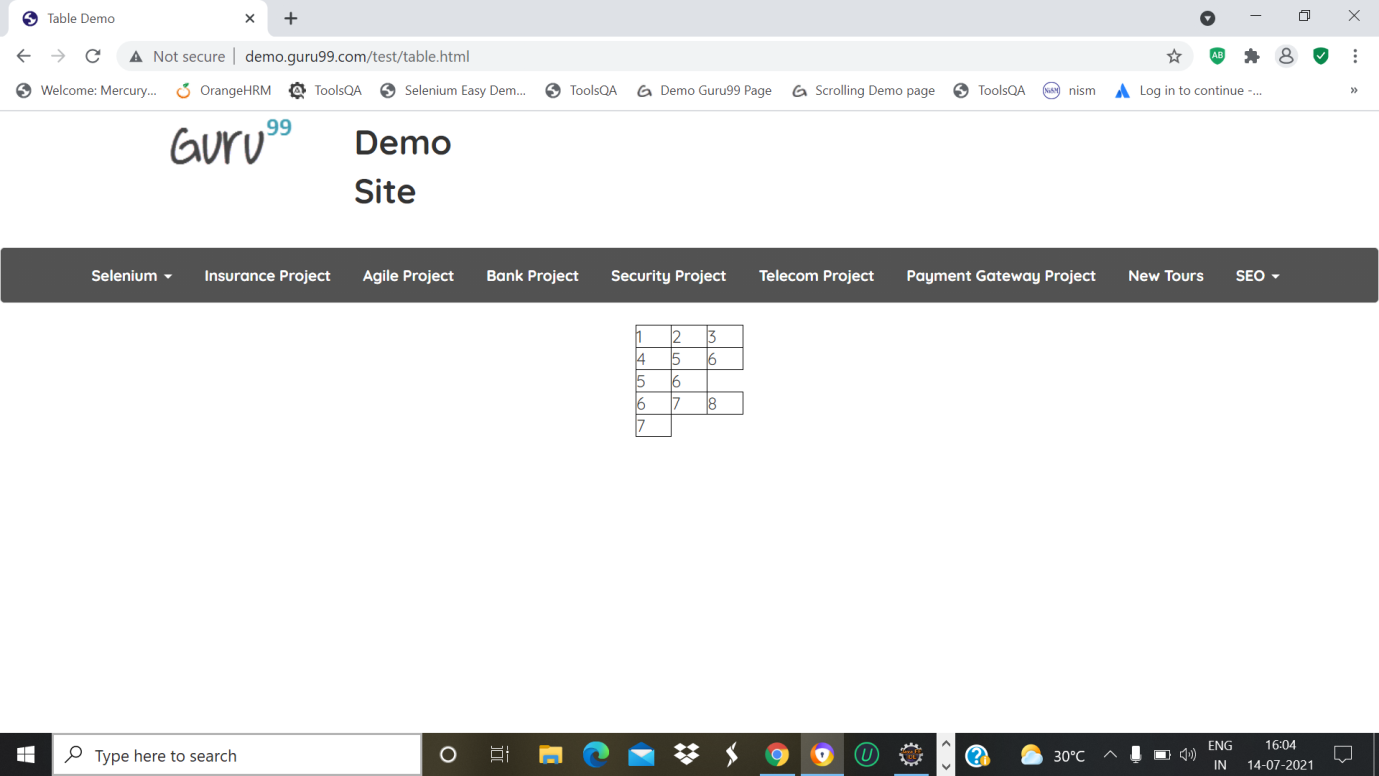 Table Demo
Not secure | demo.guru99.com/test/table.html
Welcome: Mercury... OrangeHRM ToolsQA Selenium Easy Dem... ToolsQA Demo Guru99 Page Scrolling Demo page ToolsQA nism Log in to continue -... »
Guru99
Demo
Site
Selenium Insurance Project Agile Project Bank Project Security Project Telecom Project Payment Gateway Project New Tours SEO
1 2 3
4 5 6
5 6
6 7 8
7
Type here to search
30°C
ENG
IN
16:04
14-07-2021